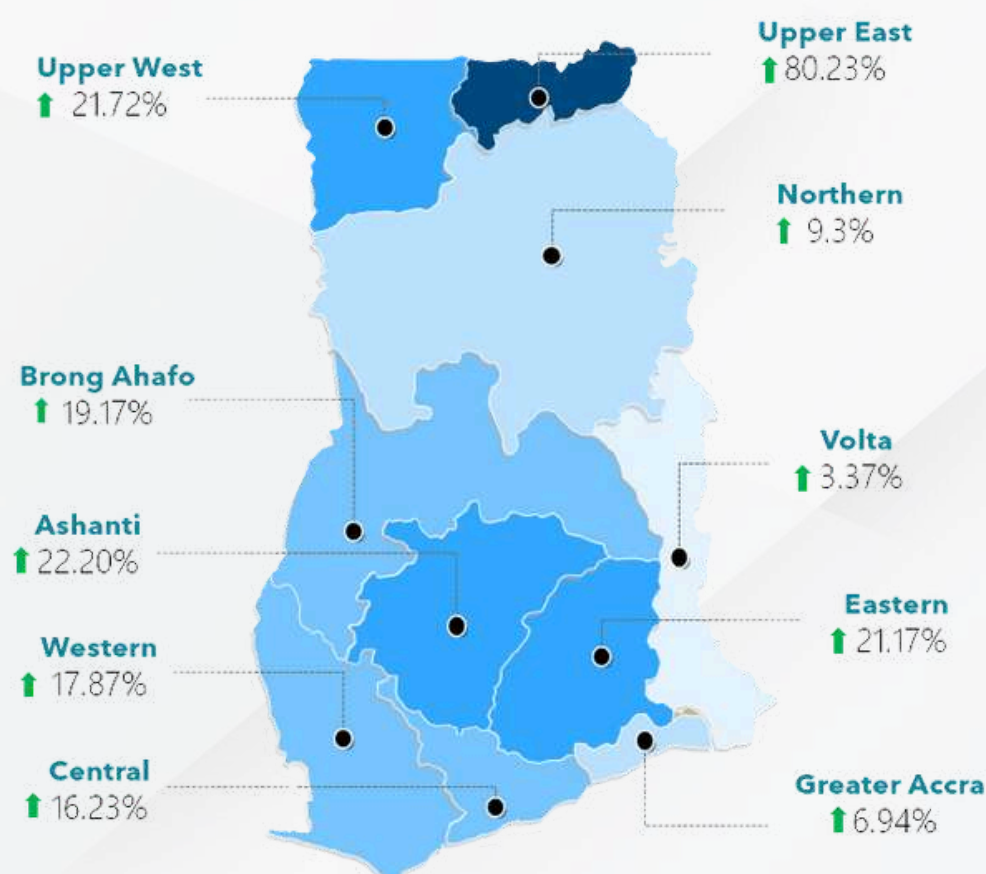 Upper West
21.72%
Upper East
80.23%
Northern
9.3%
Brong Ahafo
19.17%
Volta
3.37%
Ashanti
22.20%
Eastern
21.17%
Western
17.87%
Central
16.23%
Greater Accra
6.94%